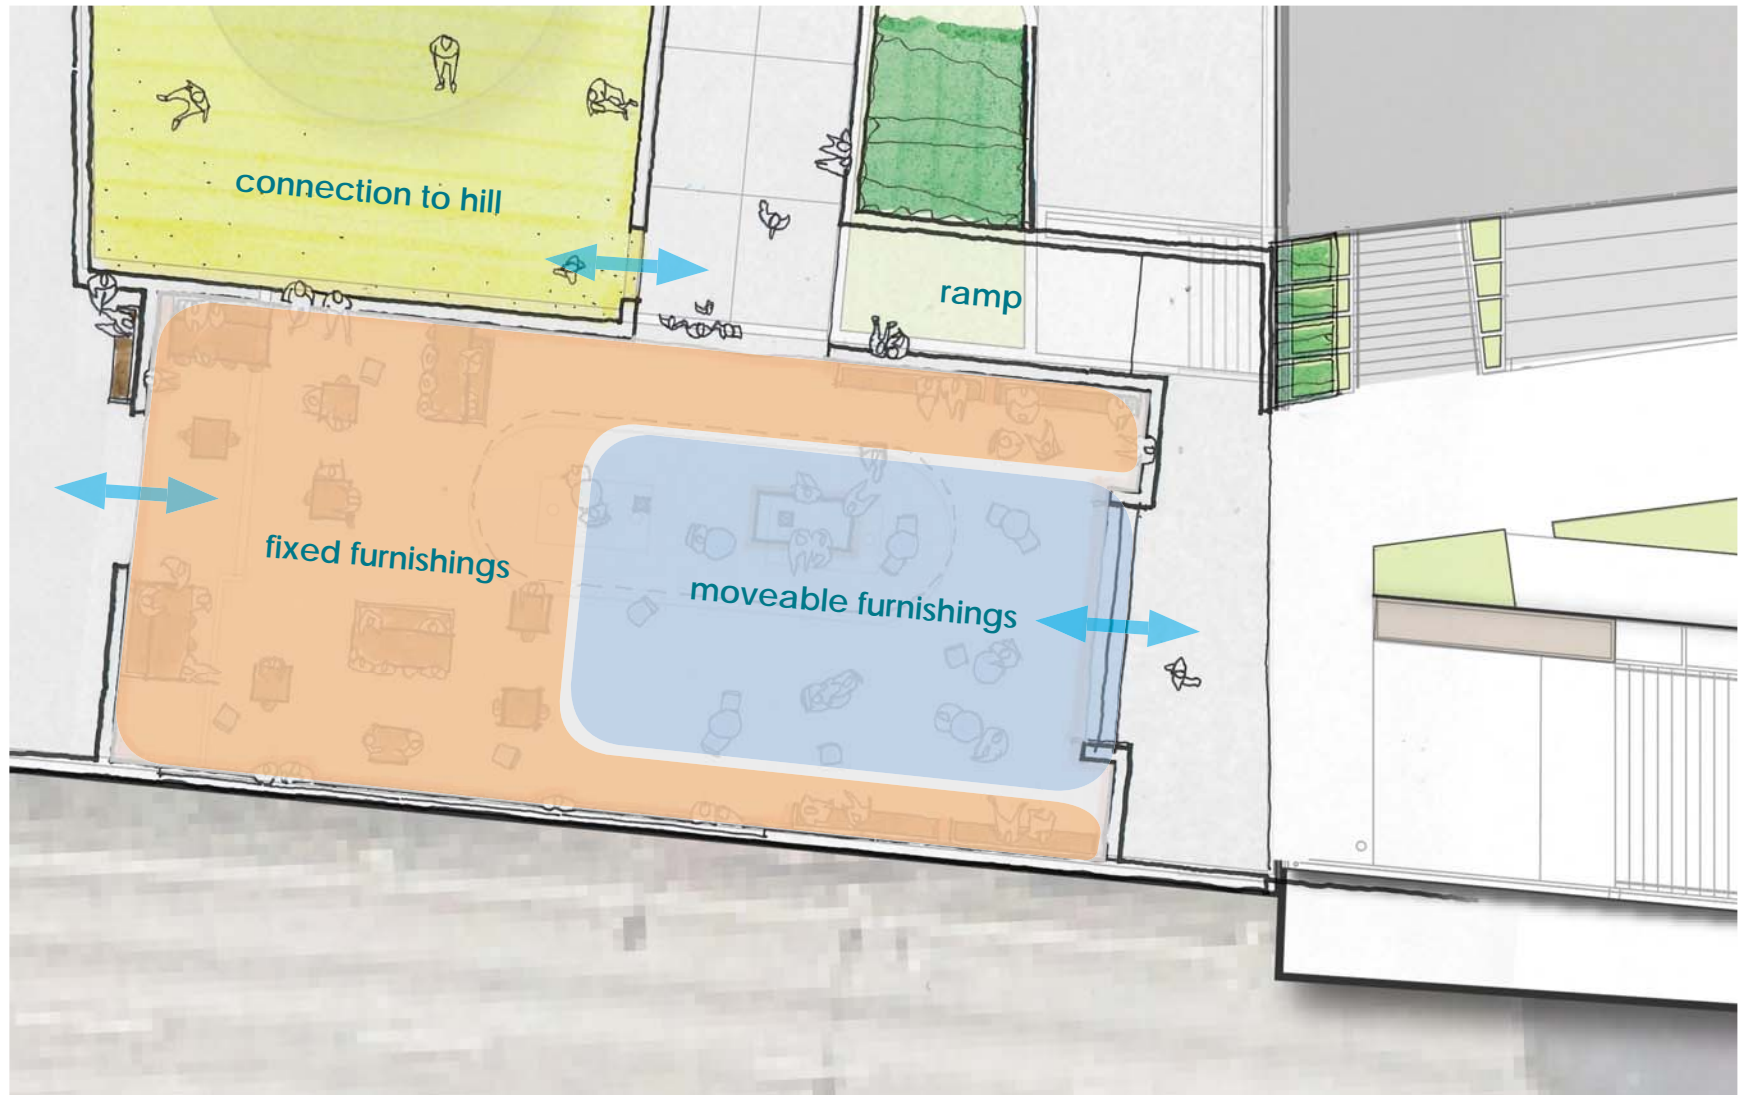 connection to hill
ramp
fixed furnishings
moveable furnishings